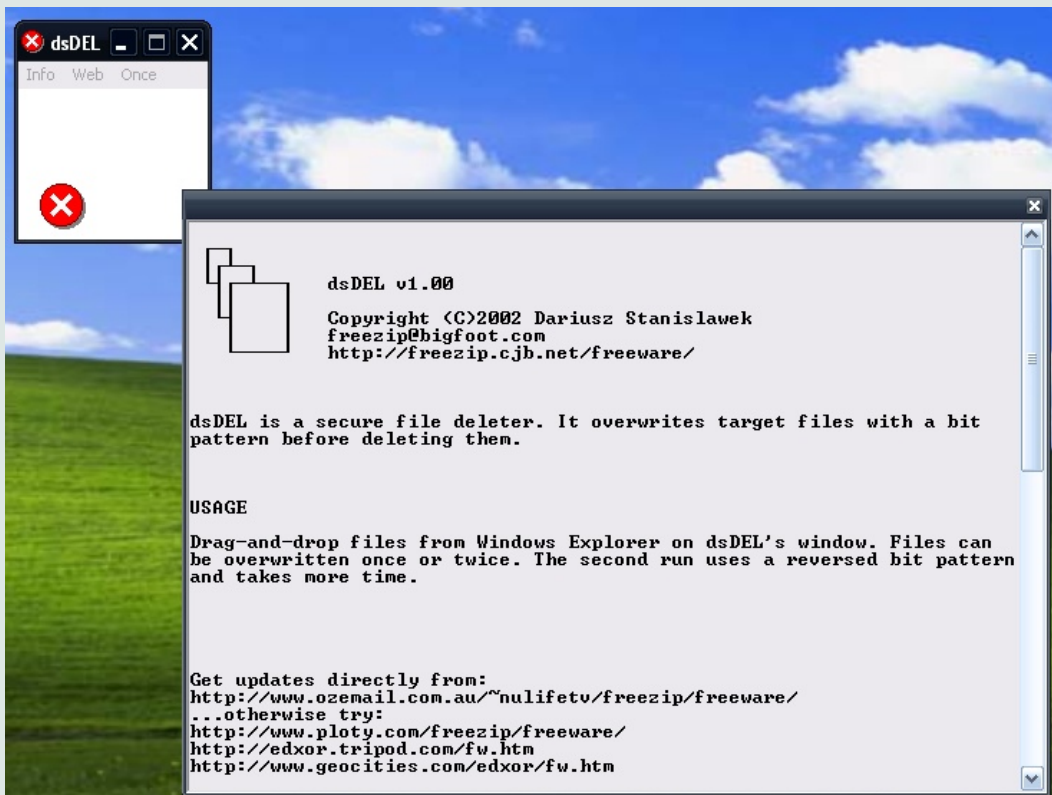 dsDEL
Info Web Once
dsDEL v1.00
Copyright (C)2002 Dariusz Stanislawek
freezip@bigfoot.com
http://freezip.cjb.net/freeware/
dsDEL is a secure file deleter. It overwrites target files with a bit
pattern before deleting them.
USAGE
Drag-and-drop files from Windows Explorer on dsDEL's window. Files can
be overwritten once or twice. The second run uses a reversed bit pattern
and takes more time.
Get updates directly from:
http://www.ozemail.com.au/~nulifetv/freezip/freeware/
...otherwise try:
http://www.ploty.com/freezip/freeware/
http://edxor.tripod.com/fw.htm
http://www.geocities.com/edxor/fw.htm